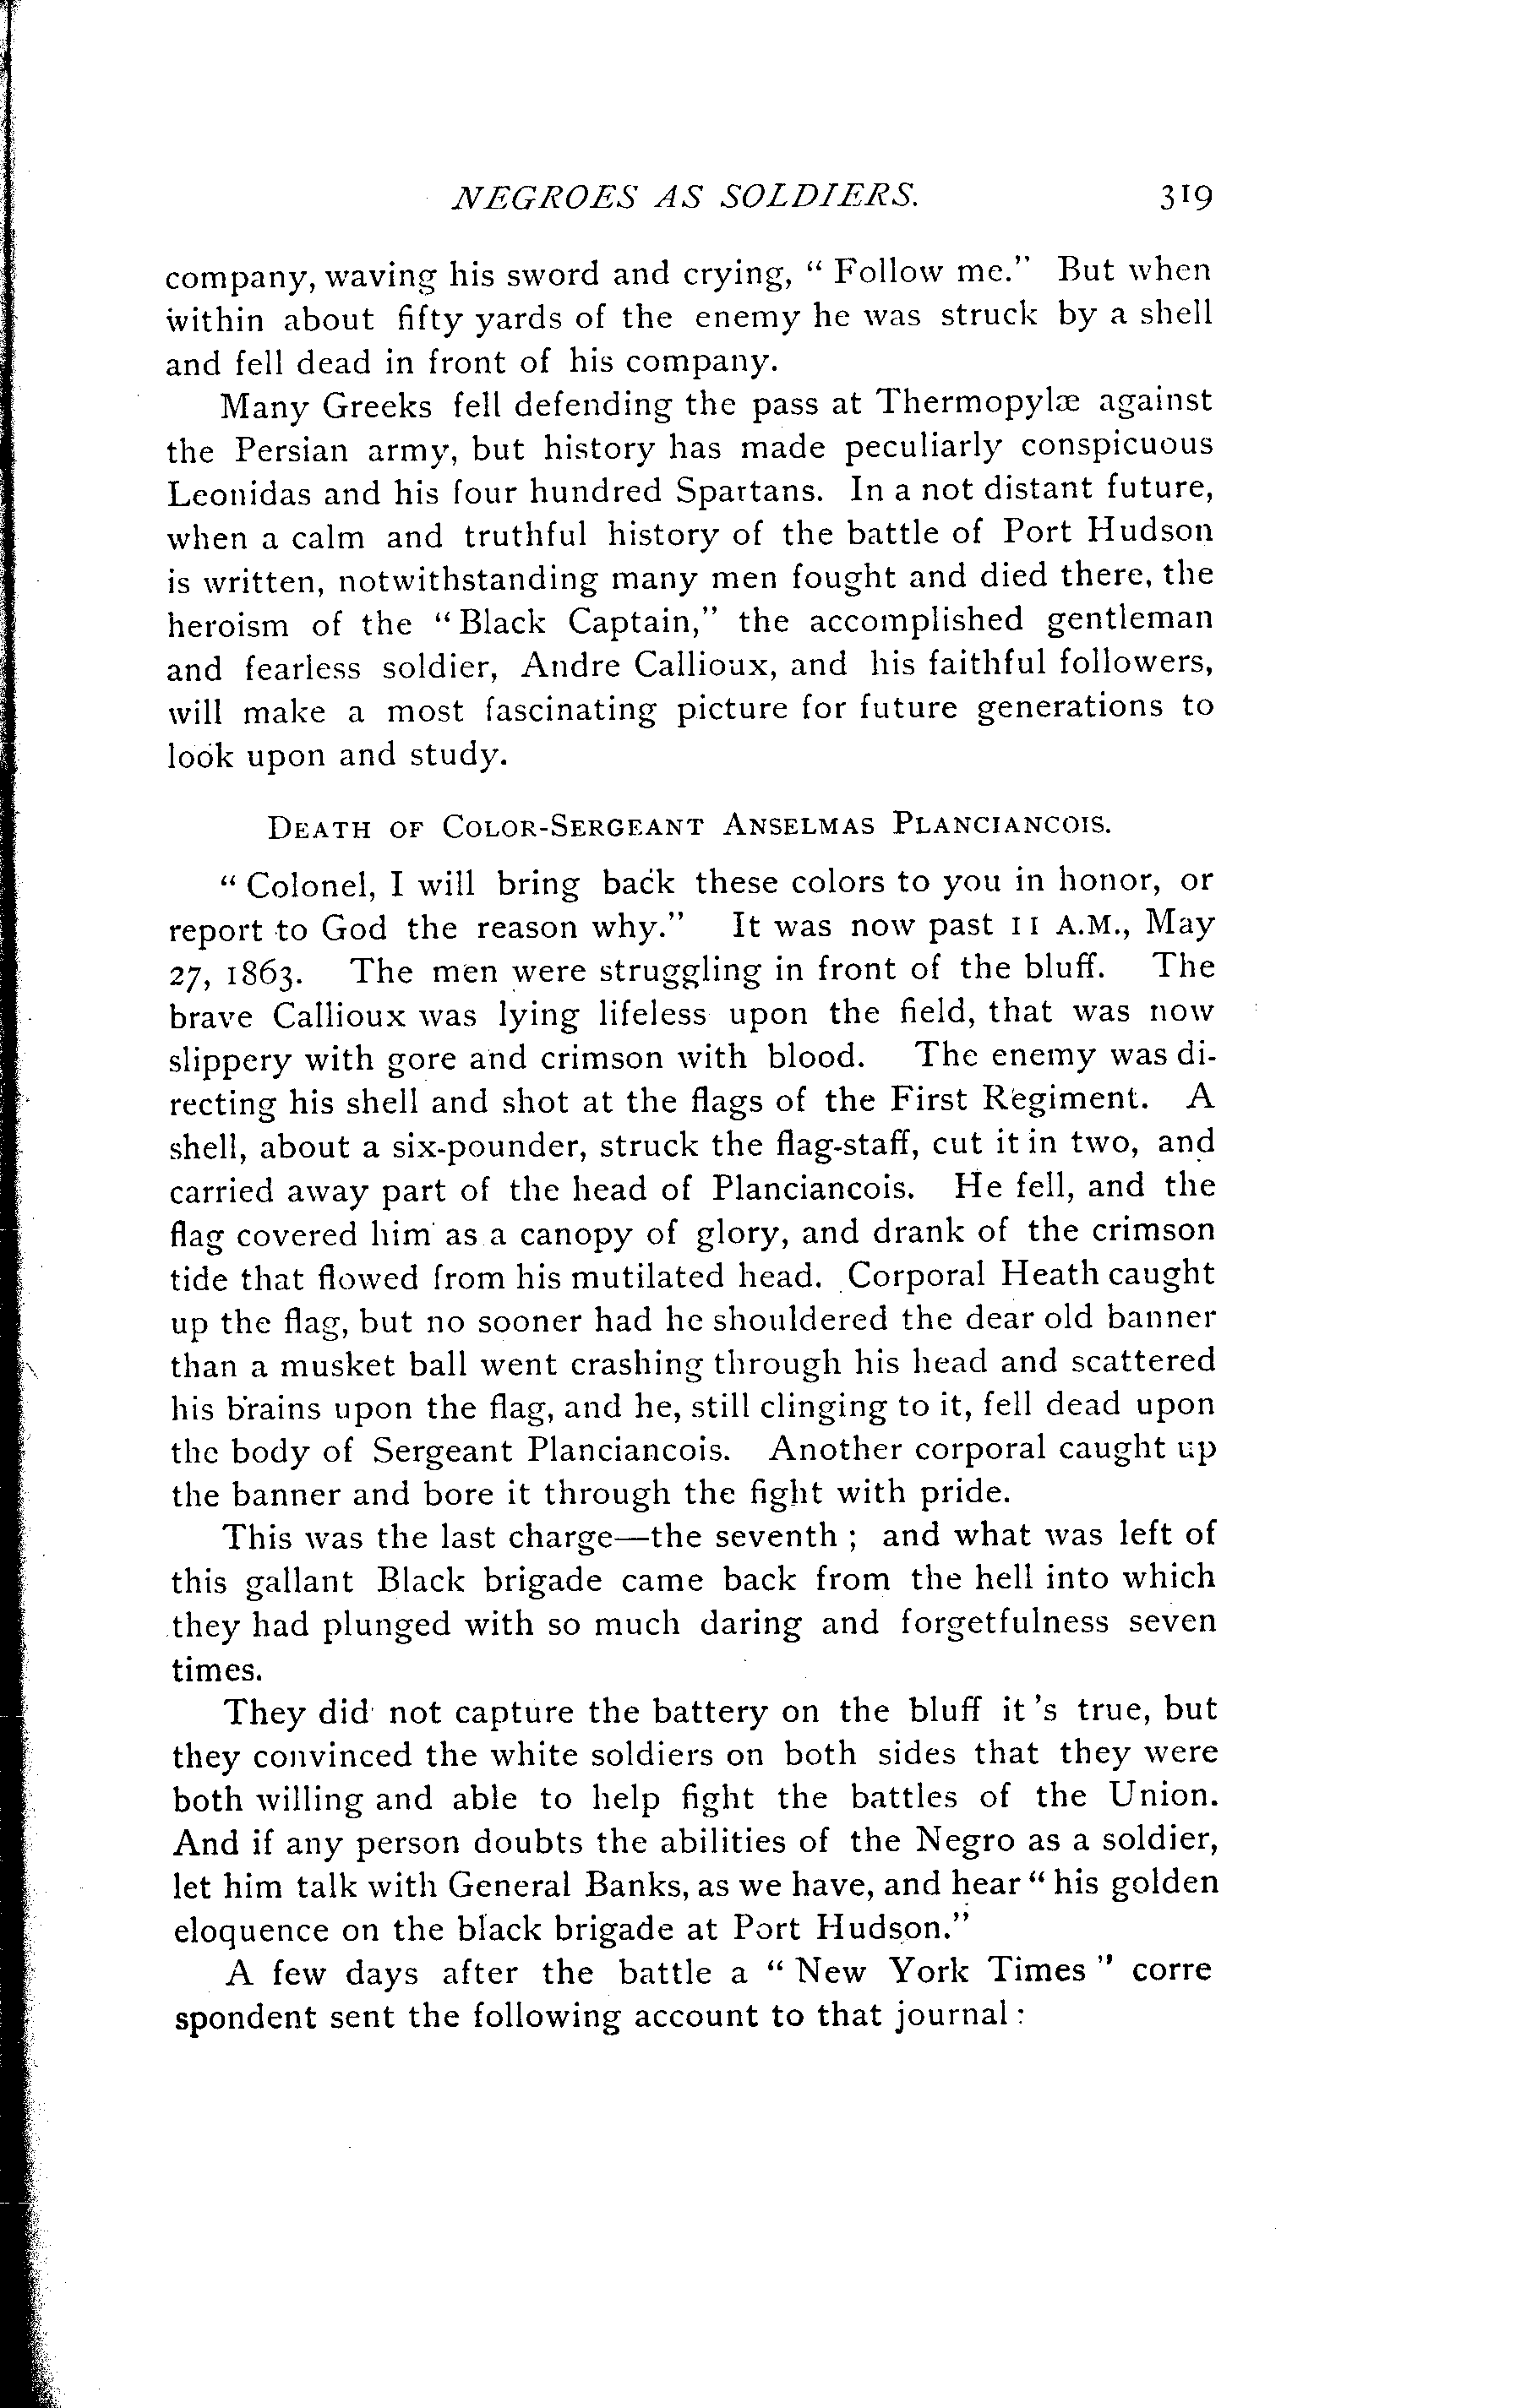 NEGROES AS SOLDIERS. 319
company, waving his sword and crying, " Follow me." But when
within about fifty yards of the enemy he was struck by a shell
and fell dead in front of his company.
Many Greeks fell defending the pass at Thermopylæ against
the Persian army, but history has made peculiarly conspicuous
Leonidas and his four hundred Spartans. In a not distant future,
when a calm and truthful history of the battle of Port Hudson
is written, notwithstanding many men fought and died there, the
heroism of the "Black Captain," the accomplished gentleman
and fearless soldier, Andre Callioux, and his faithful followers,
will make a most fascinating picture for future generations to
look upon and study.
DEATH OF COLOR-SERGEANT ANSELMAS PLANCIANCOIS.
" Colonel, I will bring back these colors to you in honor, or
report to God the reason why." It was now past 11 A.M., May
27, 1863. The men were struggling in front of the bluff. The
brave Callioux was lying lifeless upon the field, that was now
slippery with gore and crimson with blood. The enemy was di-
recting his shell and shot at the flags of the First Regiment. A
shell, about a six-pounder, struck the flag-staff, cut it in two, and
carried away part of the head of Planciancois. He fell, and the
flag covered him as a canopy of glory, and drank of the crimson
tide that flowed from his mutilated head. Corporal Heath caught
up the flag, but no sooner had he shouldered the dear old banner
than a musket ball went crashing through his head and scattered
his brains upon the flag, and he, still clinging to it, fell dead upon
the body of Sergeant Planciancois. Another corporal caught up
the banner and bore it through the fight with pride.
This was the last charge—the seventh ; and what was left of
this gallant Black brigade came back from the hell into which
they had plunged with so much daring and forgetfulness seven
times.
They did not capture the battery on the bluff it 's true, but
they convinced the white soldiers on both sides that they were
both willing and able to help fight the battles of the Union.
And if any person doubts the abilities of the Negro as a soldier,
let him talk with General Banks, as we have, and hear " his golden
eloquence on the black brigade at Port Hudson."
A few days after the battle a " New York Times " corre
spondent sent the following account to that journal :